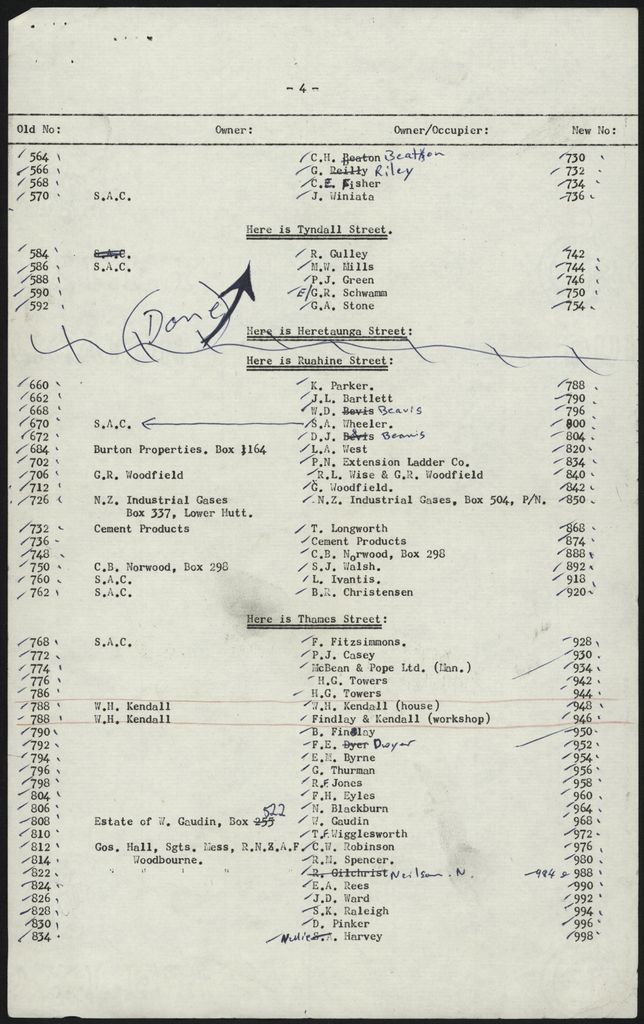 - 4 -
Old No: Owner: Owner/Occupier: New No:
564 C.H. Beaton Beattson 730
566 G. Reilly Riley 732
568 C.E. Fisher 734
570 S.A.C. J. Winiata 736
Here is Tyndall Street.
584 S.A.C. R. Gulley 742
586 S.A.C. M.W. Mills 744
588 P.J. Green 746
590 E/G.R. Schwamm 750
592 G.A. Stone 754
Done
Here is Heretaunga Street:
Here is Ruahine Street:
660 K. Parker. 788
662 J.L. Bartlett 790
668 W.D. Bevis Beavis 796
670 S.A.C. S.A. Wheeler. 800
672 D.J. Beamis 804
684 Burton Properties. Box 1164 L.A. West 820
702 P.N. Extension Ladder Co. 834
706 G.R. Woodfield R.L. Wise & G.R. Woodfield 840
712 G. Woodfield. 842
726 N.Z. Industrial Gases N.Z. Industrial Gases, Box 504, P/N. 850
Box 337, Lower Hutt.
732 Cement Products T. Longworth 868
736 Cement Products 874
748 C.B. Norwood, Box 298 888
750 C.B. Norwood, Box 298 S.J. Walsh. 892
760 S.A.C. L. Ivantis. 918
762 S.A.C. B.R. Christensen 920
Here is Thames Street:
768 S.A.C. F. Fitzsimmons. 928
772 P.J. Casey 930
774 McBean & Pope Ltd. (Man.) 934
776 H.G. Towers 942
786 H.G. Towers 944
788 W.H. Kendall W.H. Kendall (house) 948
788 W.H. Kendall Findlay & Kendall (workshop) 946
790 B. Findlay 950
792 F.E. Dyer Dwyer 952
794 E.M. Byrne 954
796 G. Thurman 956
798 R.F. Jones 958
804 F.H. Eyles 960
806 N. Blackburn 964
808 Estate of W. Gaudin, Box 255 522 W. Gaudin 968
810 T.F. Wigglesworth 972
812 Gos. Hall, Sgts. Mess, R.N.Z.A.F. C.W. Robinson 976
814 Woodbourne. R.M. Spencer. 980
822 " " " R. Gilchrist Neilson. N. 984 & 988
824 E.A. Rees 990
826 J.D. Ward 992
828 S.K. Raleigh 994
830 D. Pinker 996
834 Nellie S.A. Harvey 998